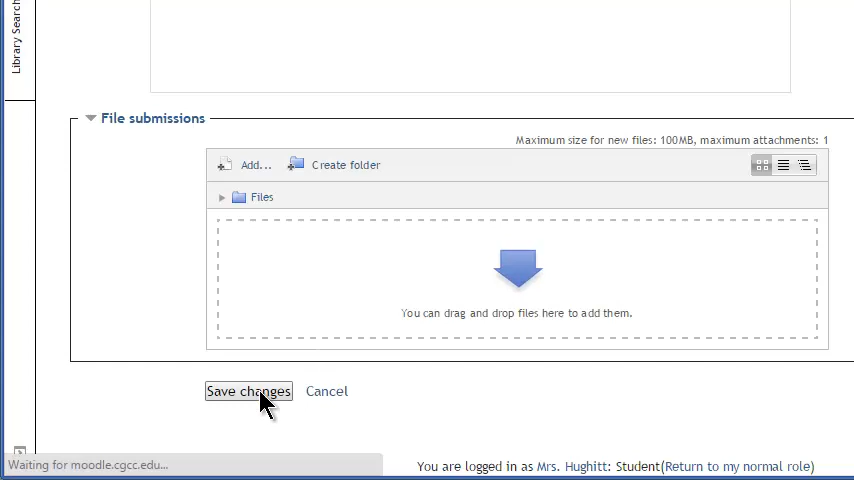 Library Search
File submissions
Maximum size for new files: 100MB, maximum attachments: 1
Add...
Create folder
Files
You can drag and drop files here to add them.
Save changes
Cancel
Waiting for moodle.cgcc.edu...
You are logged in as Mrs. Hughitt: Student(Return to my normal role)